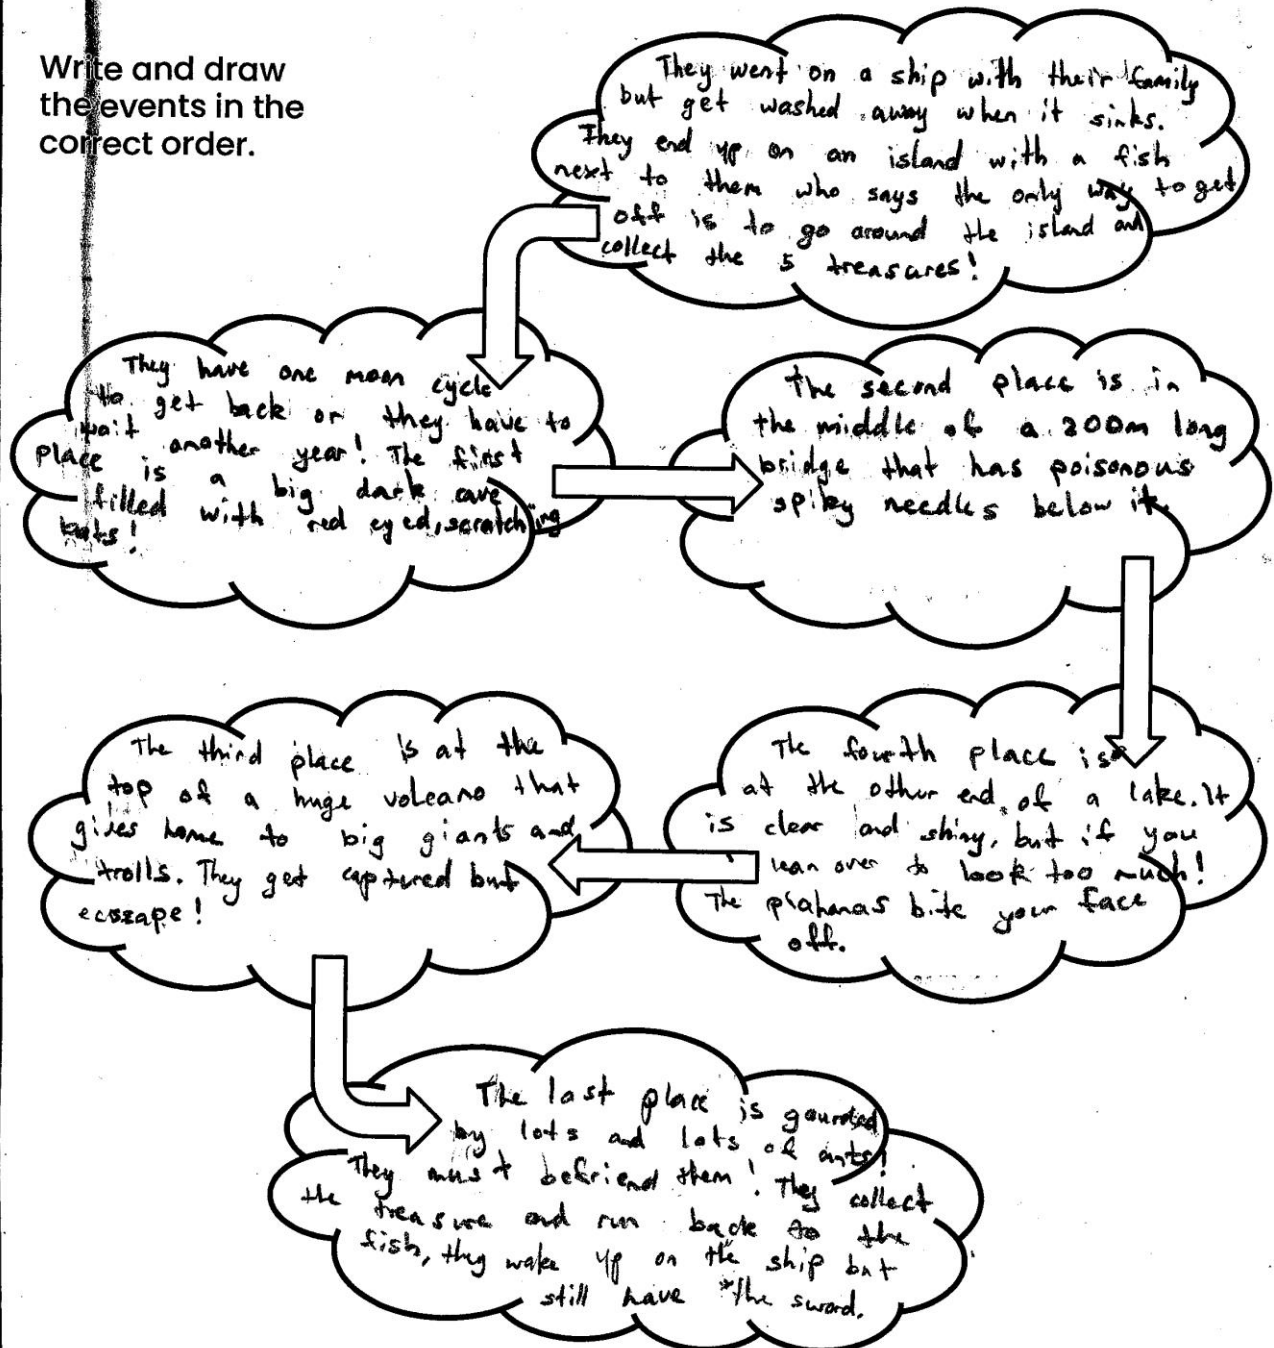 Write and draw
the events in the
correct order.
They went on a ship with their family
but get washed away when it sinks.
They end up on an island with a fish
next to them who says the only way to get
off is to go around the island and
collect the 5 treasures!
They have one moon cycle
to get back or they have to
wait another year! The first
place is a big dark cave
filled with red eyed, scratching
bats!
The second place is in
the middle of a 200m long
bridge that has poisonous
spiky needles below it.
The fourth place is
at the other end of a lake. It
is clear and shiny, but if you
lean over to look too much!
The pirahanas bite your face
off.
The third place is at the
top of a huge volcano that
gives home to big giants and
trolls. They get captured but
ecszape!
The last place is gaurded
by lots and lots of ants!
They must befriend them! They collect
the treasure and run back to the
fish, they wake up on the ship but
still have the sword.